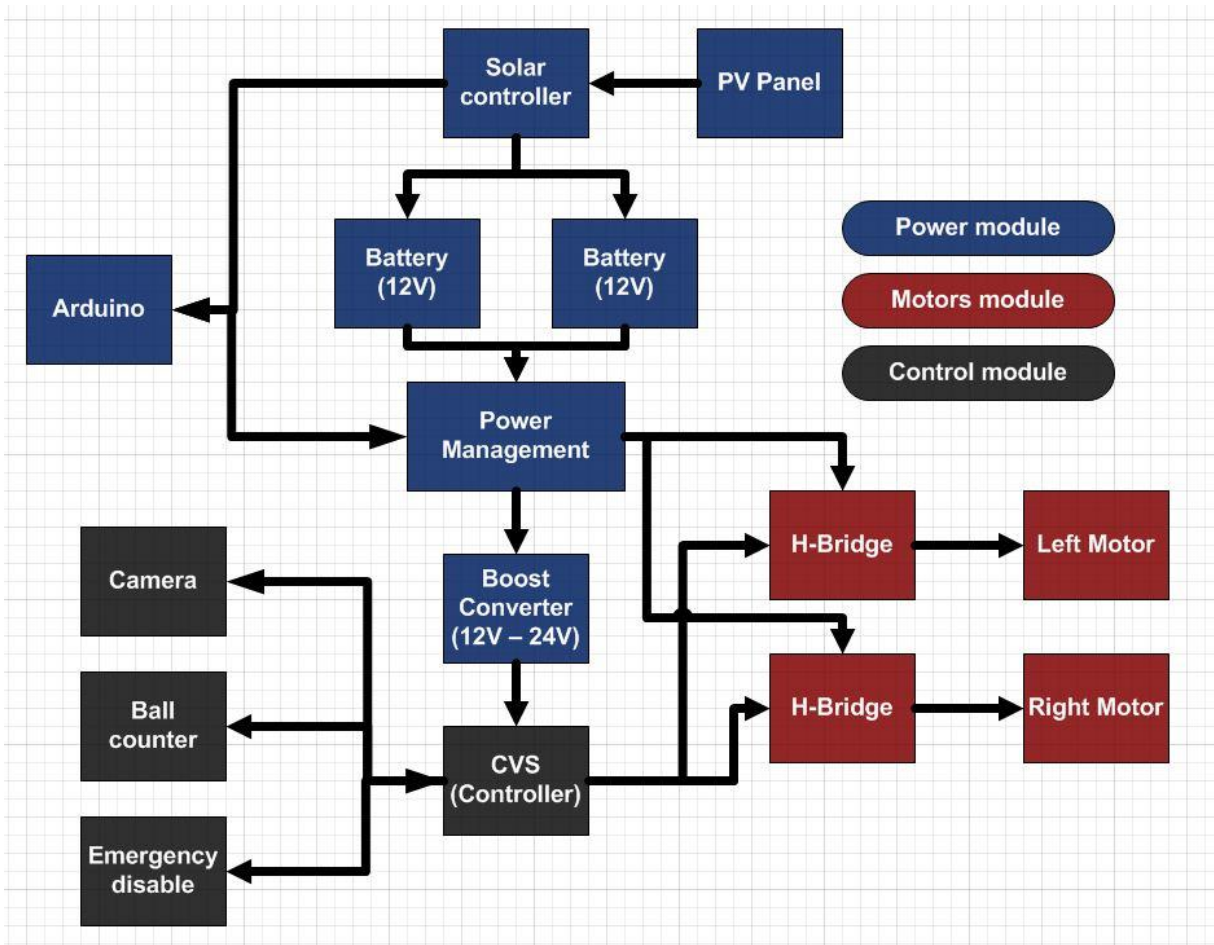 Solar
controller
PV Panel
Battery
(12V)
Battery
(12V)
Power module
Motors module
Control module
Arduino
Power
Management
H-Bridge
Left Motor
Camera
Boost
Converter
(12V – 24V)
H-Bridge
Right Motor
Ball
counter
CVS
(Controller)
Emergency
disable